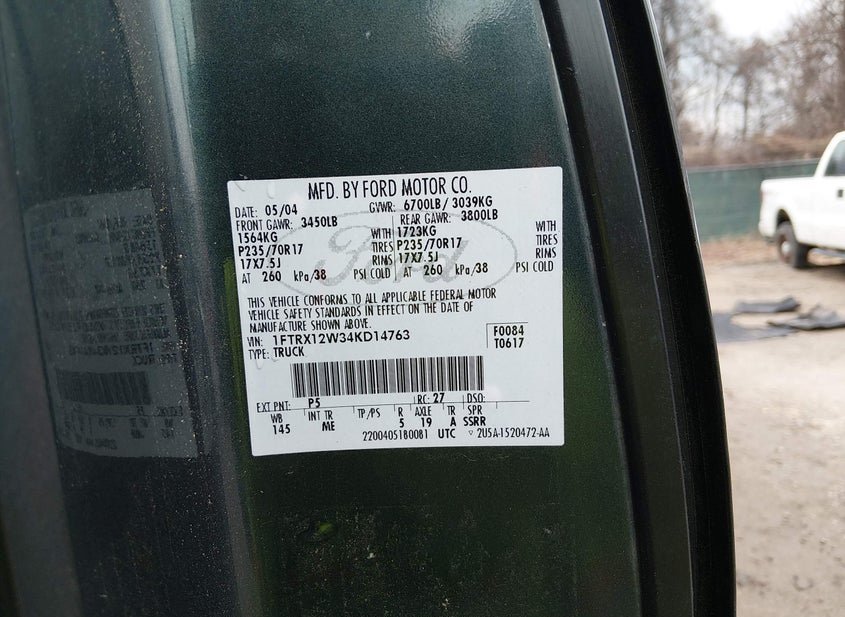 MFD. BY FORD MOTOR CO.
DATE: 05/04 GVWR: 6700LB/ 3039KG
FRONT GAWR: 3450LB REAR GAWR: 3800LB
1564KG WITH 1723KG WITH
P235/70R17 TIRES P235/70R17 TIRES
17X7.5J RIMS 17X7.5J RIMS
AT 260 kPa/38 PSI COLD AT 260 kPa/38 PSI COLD
Ford
THIS VEHICLE CONFORMS TO ALL APPLICABLE FEDERAL MOTOR
VEHICLE SAFETY STANDARDS IN EFFECT ON THE DATE OF
MANUFACTURE SHOWN ABOVE.
VIN: 1FTRX12W34KD14763 F0084
TYPE: TRUCK T0617
EXT PNT: P5 RC: 27 DSO:
WB INT TR TP/PS R AXLE TR SPR
145 ME 5 19 A SSRR
220040518008I UTC 2U5A-1520472-AA